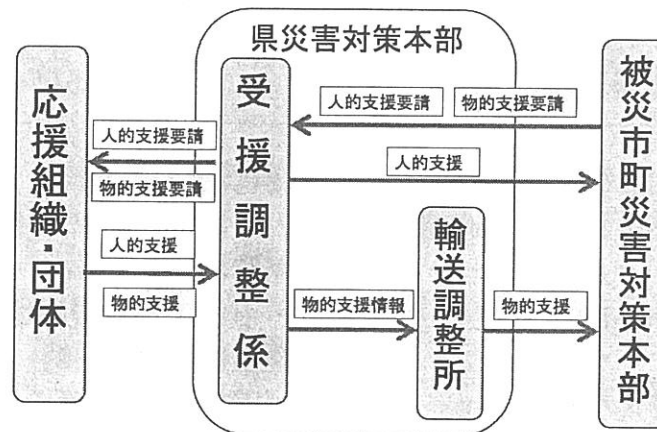 県災害対策本部
応援組織・団体
受援調整係
被災市町災害対策本部
人的支援要請
物的支援要請
人的支援要請
物的支援要請
人的支援
人的支援
物的支援
物的支援情報
輸送調整所
物的支援